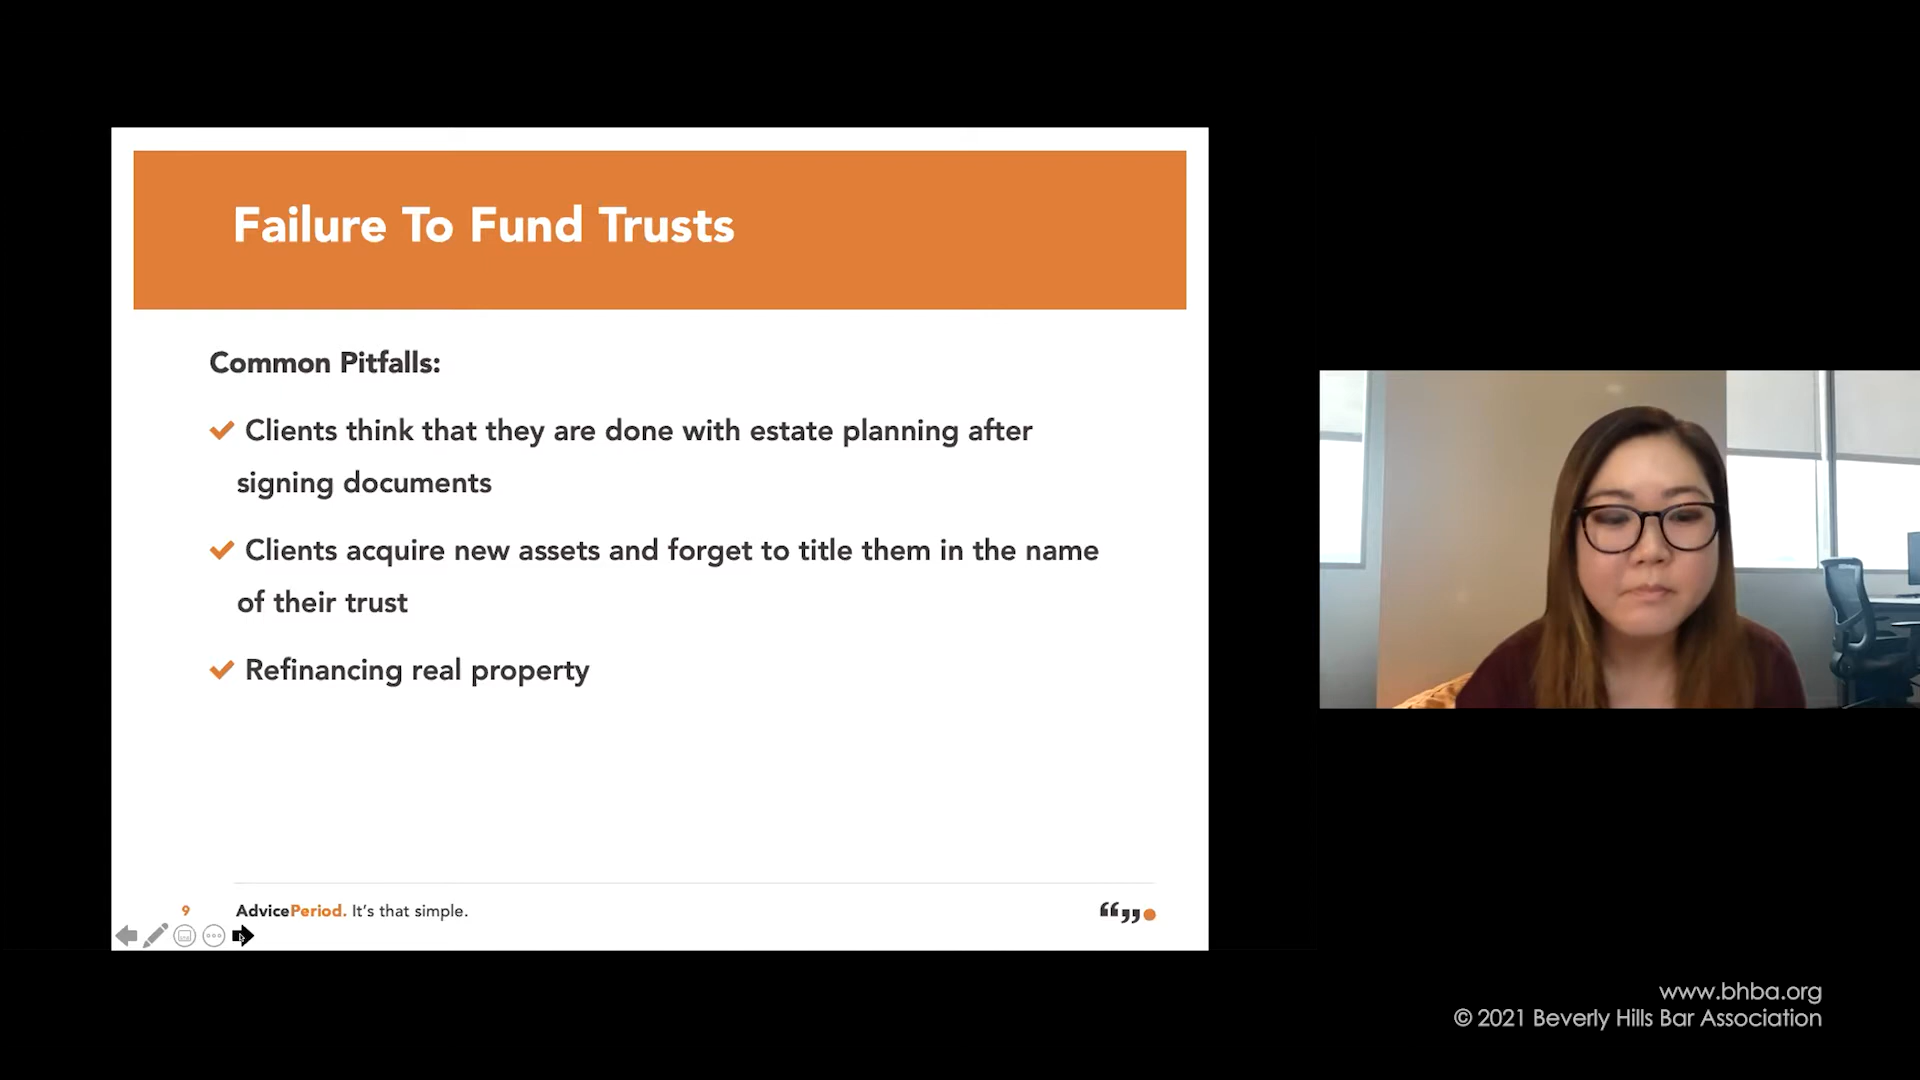 Failure To Fund Trusts
Common Pitfalls:
Clients think that they are done with estate planning after
signing documents
Clients acquire new assets and forget to title them in the name
of their trust
Refinancing real property
9
AdvicePeriod. It's that simple.
www.bhba.org
© 2021 Beverly Hills Bar Association